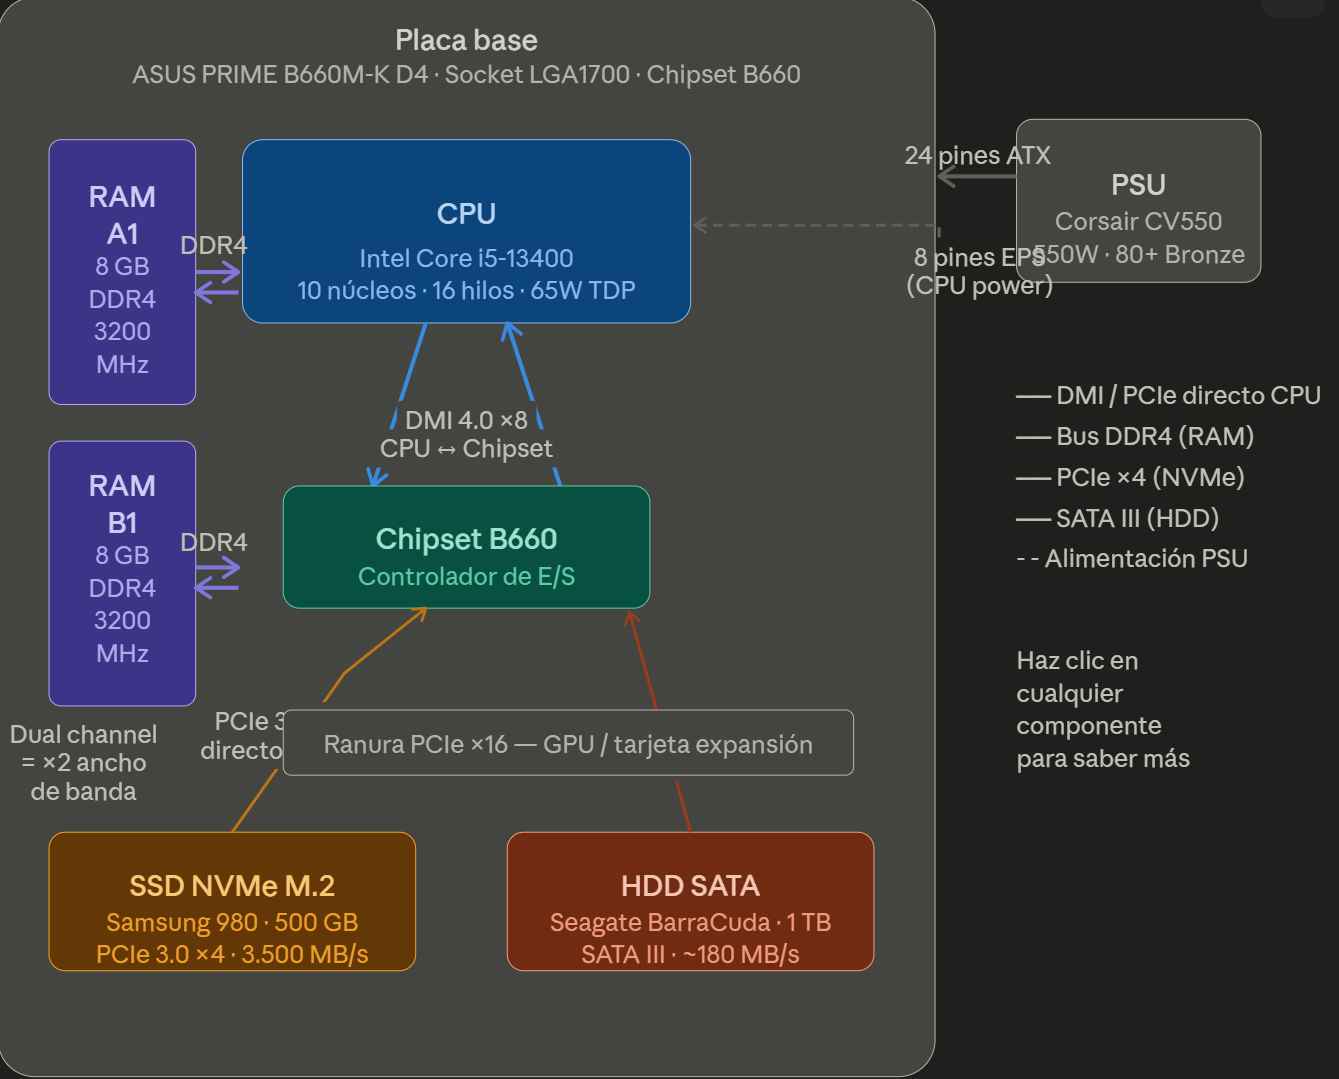 Placa base
ASUS PRIME B660M-K D4 · Socket LGA1700 · Chipset B660
RAM
A1
8 GB
DDR4
3200
MHz
DDR4
CPU
Intel Core i5-13400
10 núcleos · 16 hilos · 65W TDP
24 pines ATX
PSU
Corsair CV550
550W · 80+ Bronze
8 pines EPS
(CPU power)
DMI 4.0 ×8
CPU ↔ Chipset
RAM
B1
8 GB
DDR4
3200
MHz
DDR4
Chipset B660
Controlador de E/S
— DMI / PCIe directo CPU
— Bus DDR4 (RAM)
— PCIe ×4 (NVMe)
— SATA III (HDD)
- - Alimentación PSU
Haz clic en
cualquier
componente
para saber más
Dual channel
= ×2 ancho
de banda
PCIe 3
directo
Ranura PCIe ×16 — GPU / tarjeta expansión
SSD NVMe M.2
Samsung 980 · 500 GB
PCIe 3.0 ×4 · 3.500 MB/s
HDD SATA
Seagate BarraCuda · 1 TB
SATA III · ~180 MB/s